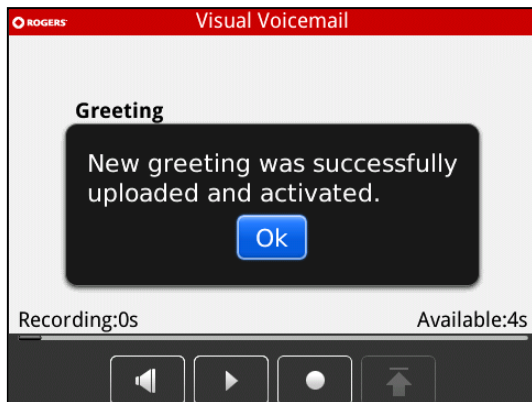 ROGERS
Visual Voicemail
Greeting
New greeting was successfully
uploaded and activated.
Ok
Recording:0s
Available:4s